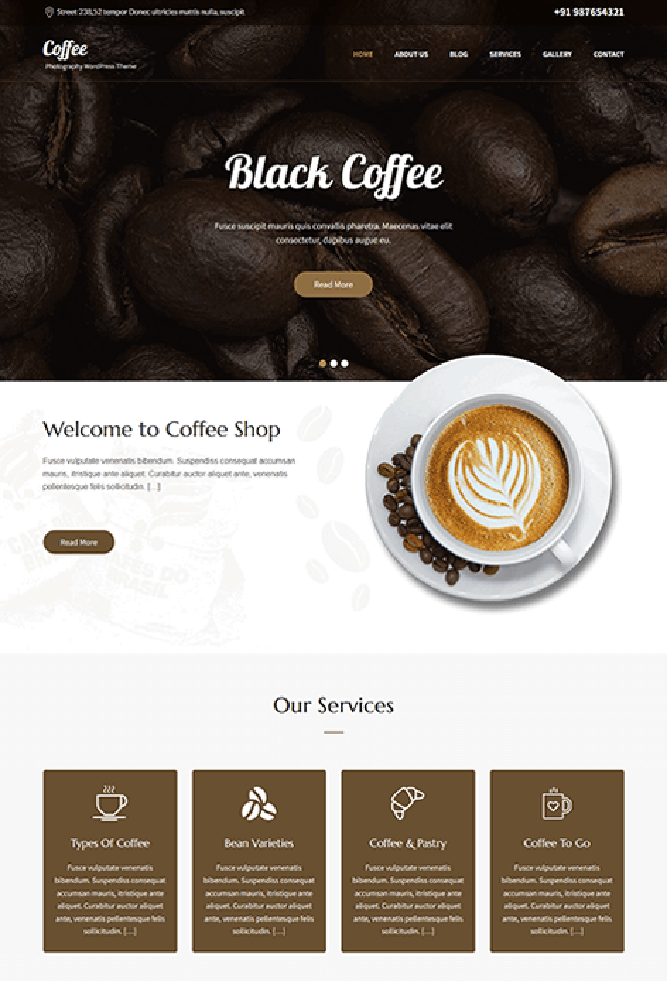 Street 238,52 tempor Donec ultricies mattis nulla, suscipit
+91 987654321
Coffee
Photography WordPress Theme
HOME ABOUT US BLOG SERVICES GALLERY CONTACT
Black Coffee
Fusce suscipit mauris quis convallis pharetra. Maecenas vitae elit
consectetur, dapibus augue eu.
Read More
Welcome to Coffee Shop
Fusce vulputate venenatis bibendum. Suspendiss consequat accumsan
mauris, itristique ante aliquet. Curabitur auctor aliquet ante, venenatis
pellentesque felis sollicitudin. [...]
Read More
Our Services
Types Of Coffee
Fusce vulputate venenatis
bibendum. Suspendiss consequat
accumsan mauris, itristique ante
aliquet. Curabitur auctor aliquet
ante, venenatis pellentesque felis
sollicitudin. [...]
Bean Varieties
Fusce vulputate venenatis
bibendum. Suspendiss consequat
accumsan mauris, itristique ante
aliquet. Curabitur auctor aliquet
ante, venenatis pellentesque felis
sollicitudin. [...]
Coffee & Pastry
Fusce vulputate venenatis
bibendum. Suspendiss consequat
accumsan mauris, itristique ante
aliquet. Curabitur auctor aliquet
ante, venenatis pellentesque felis
sollicitudin. [...]
Coffee To Go
Fusce vulputate venenatis
bibendum. Suspendiss consequat
accumsan mauris, itristique ante
aliquet. Curabitur auctor aliquet
ante, venenatis pellentesque felis
sollicitudin. [...]